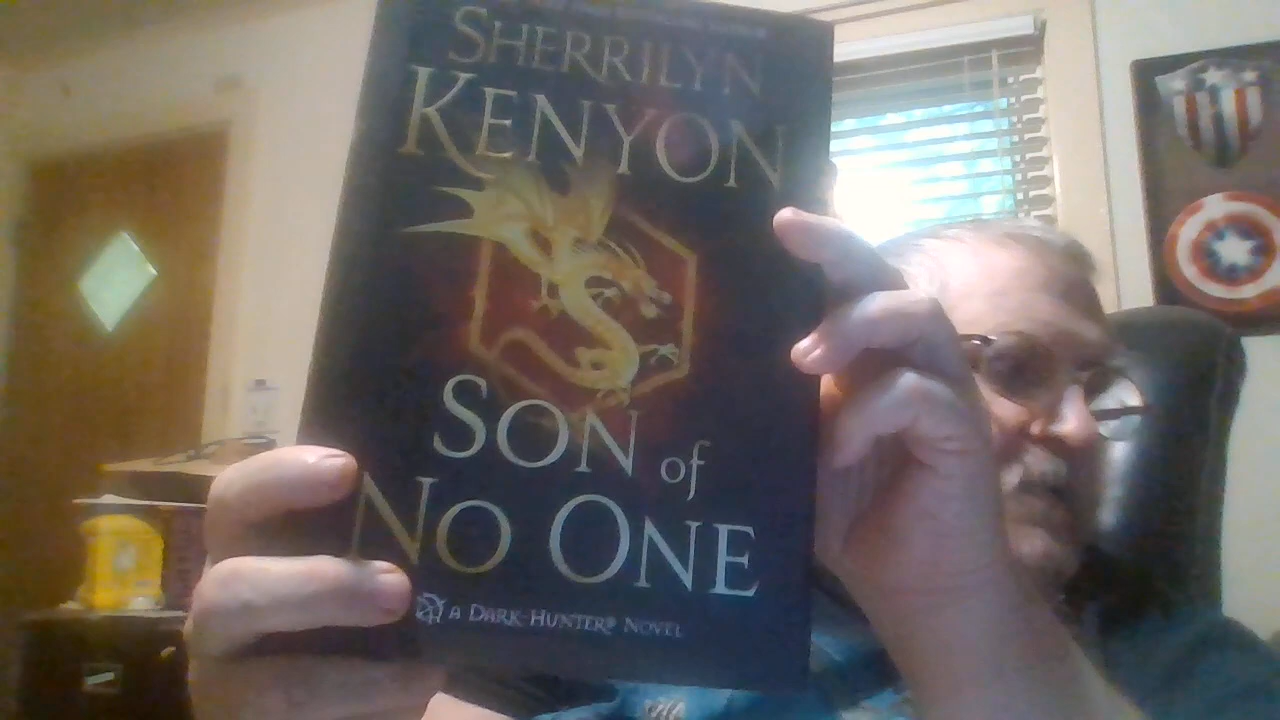 SHERRILYN
KENYON
SON of
NO ONE
A DARK-HUNTER® NOVEL